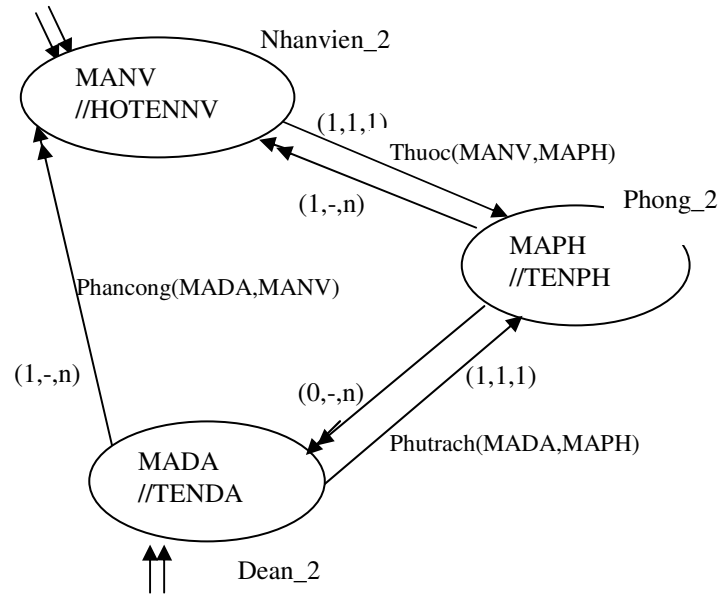 Nhanvien_2
MANV
//HOTENNV
(1,1,1)
Thuoc(MANV,MAPH)
(1,-,n)
Phong_2
MAPH
//TENPH
Phancong(MADA,MANV)
(1,-,n)
(0,-,n)
(1,1,1)
Phutrach(MADA,MAPH)
MADA
//TENDA
Dean_2